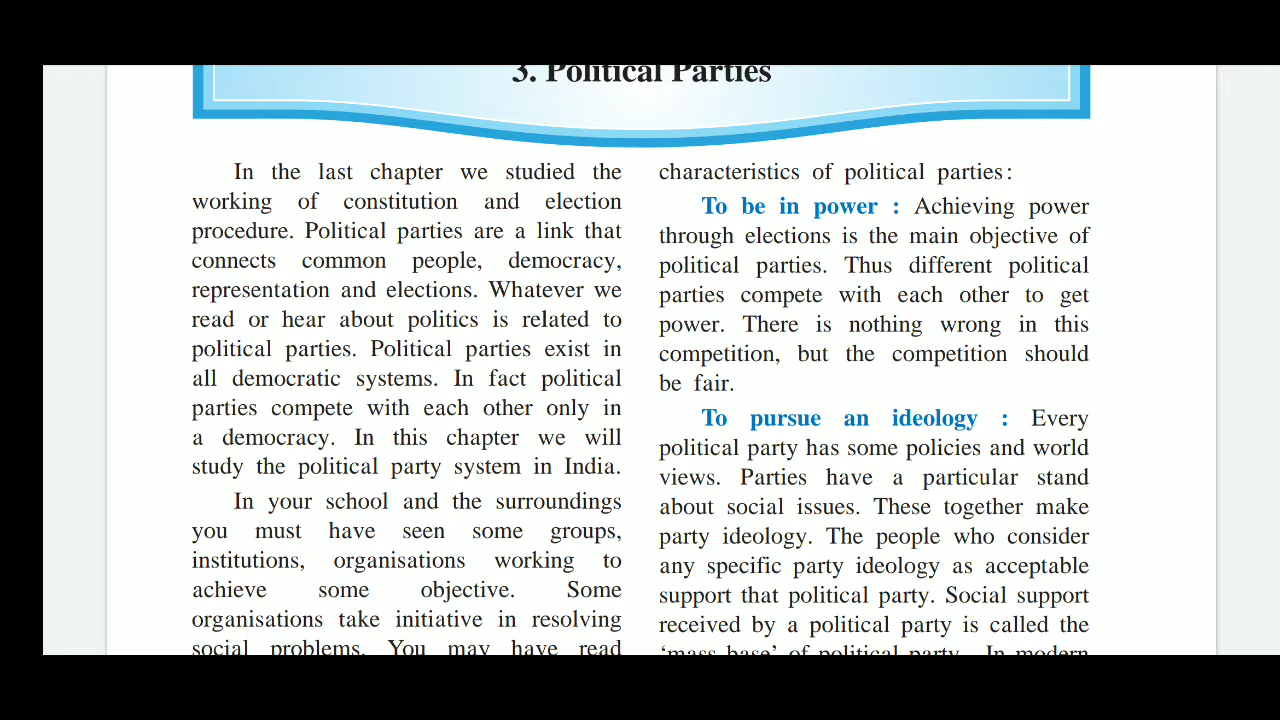 3. Political Parties
In the last chapter we studied the
working of constitution and election
procedure. Political parties are a link that
connects common people, democracy,
representation and elections. Whatever we
read or hear about politics is related to
political parties. Political parties exist in
all democratic systems. In fact political
parties compete with each other only in
a democracy. In this chapter we will
study the political party system in India.
In your school and the surroundings
you must have seen some groups,
institutions, organisations working to
achieve some objective. Some
organisations take initiative in resolving
social problems. You may have read
characteristics of political parties :
To be in power : Achieving power
through elections is the main objective of
political parties. Thus different political
parties compete with each other to get
power. There is nothing wrong in this
competition, but the competition should
be fair.
To pursue an ideology : Every
political party has some policies and world
views. Parties have a particular stand
about social issues. These together make
party ideology. The people who consider
any specific party ideology as acceptable
support that political party. Social support
received by a political party is called the
‘mass base’ of political party. In modern